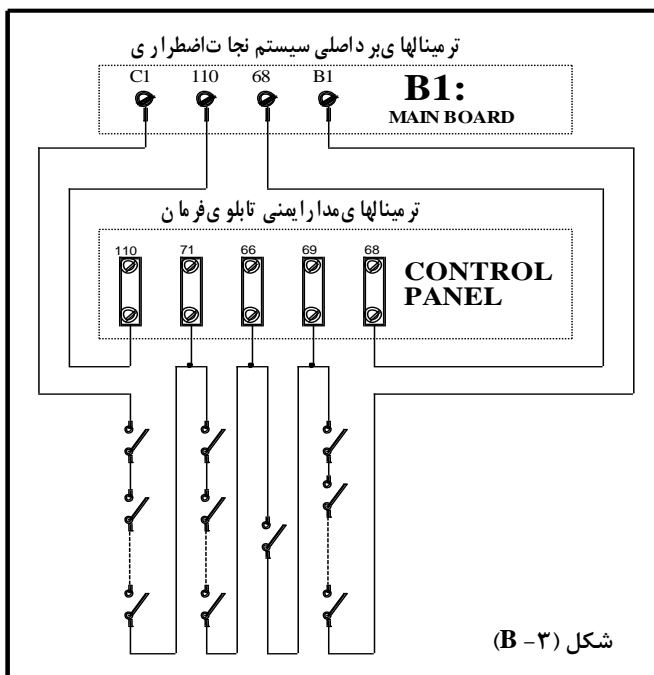 ترمینالهای برد اصلی سیستم نجات اضطراری
C1 110 68 B1
B1:
MAIN BOARD
ترمینالهای مدار ایمنی تابلوی فرمان
110 71 66 69 68
CONTROL
PANEL
شکل (B -۳)